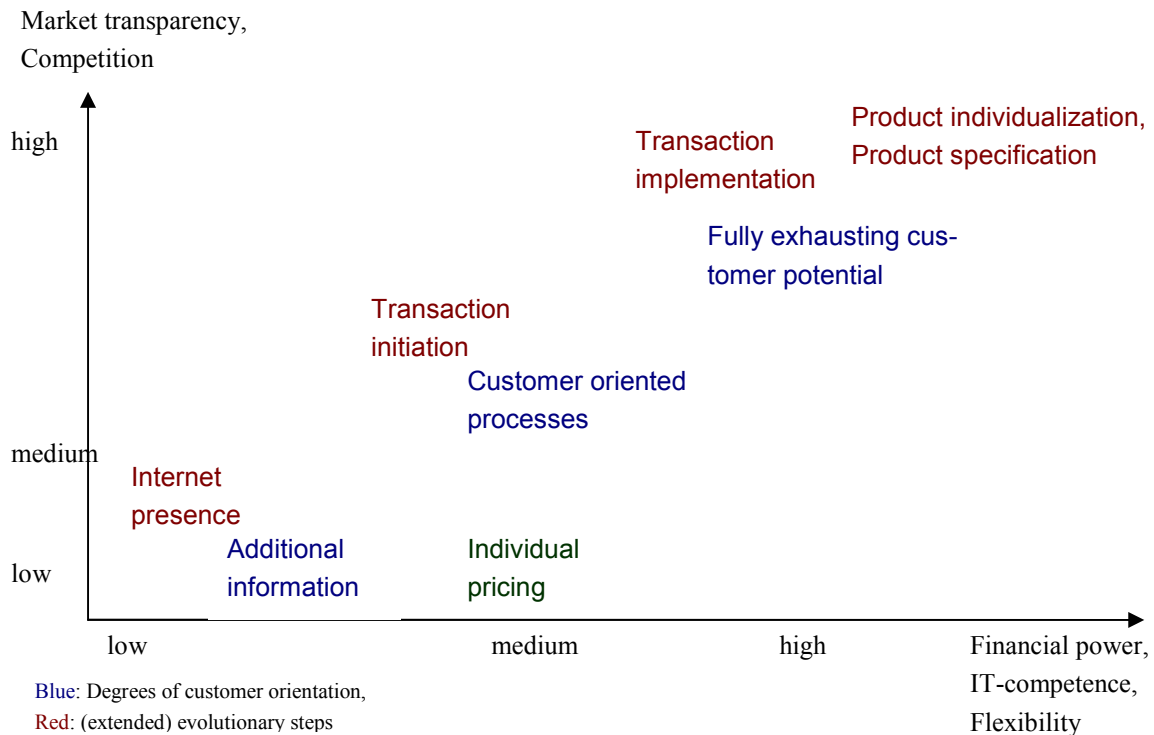 Market transparency,
Competition
high
Transaction
implementation
Product individualization,
Product specification
Fully exhausting cus-
tomer potential
Transaction
initiation
Customer oriented
processes
medium
Internet
presence
low
Additional
information
Individual
pricing
low
medium
high
Financial power,
IT-competence,
Flexibility
Blue: Degrees of customer orientation,
Red: (extended) evolutionary steps